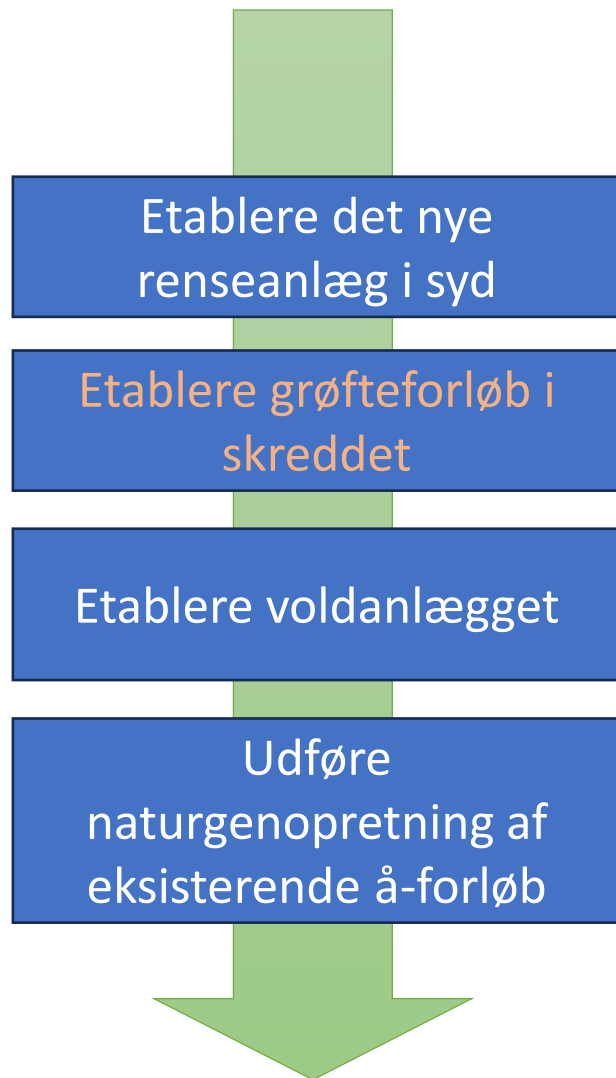 Etablere det nye
renseanlæg i syd
Etablere grøfteforløb i
skreddet
Etablere voldanlægget
Udføre
naturgenopretning af
eksisterende å-forløb